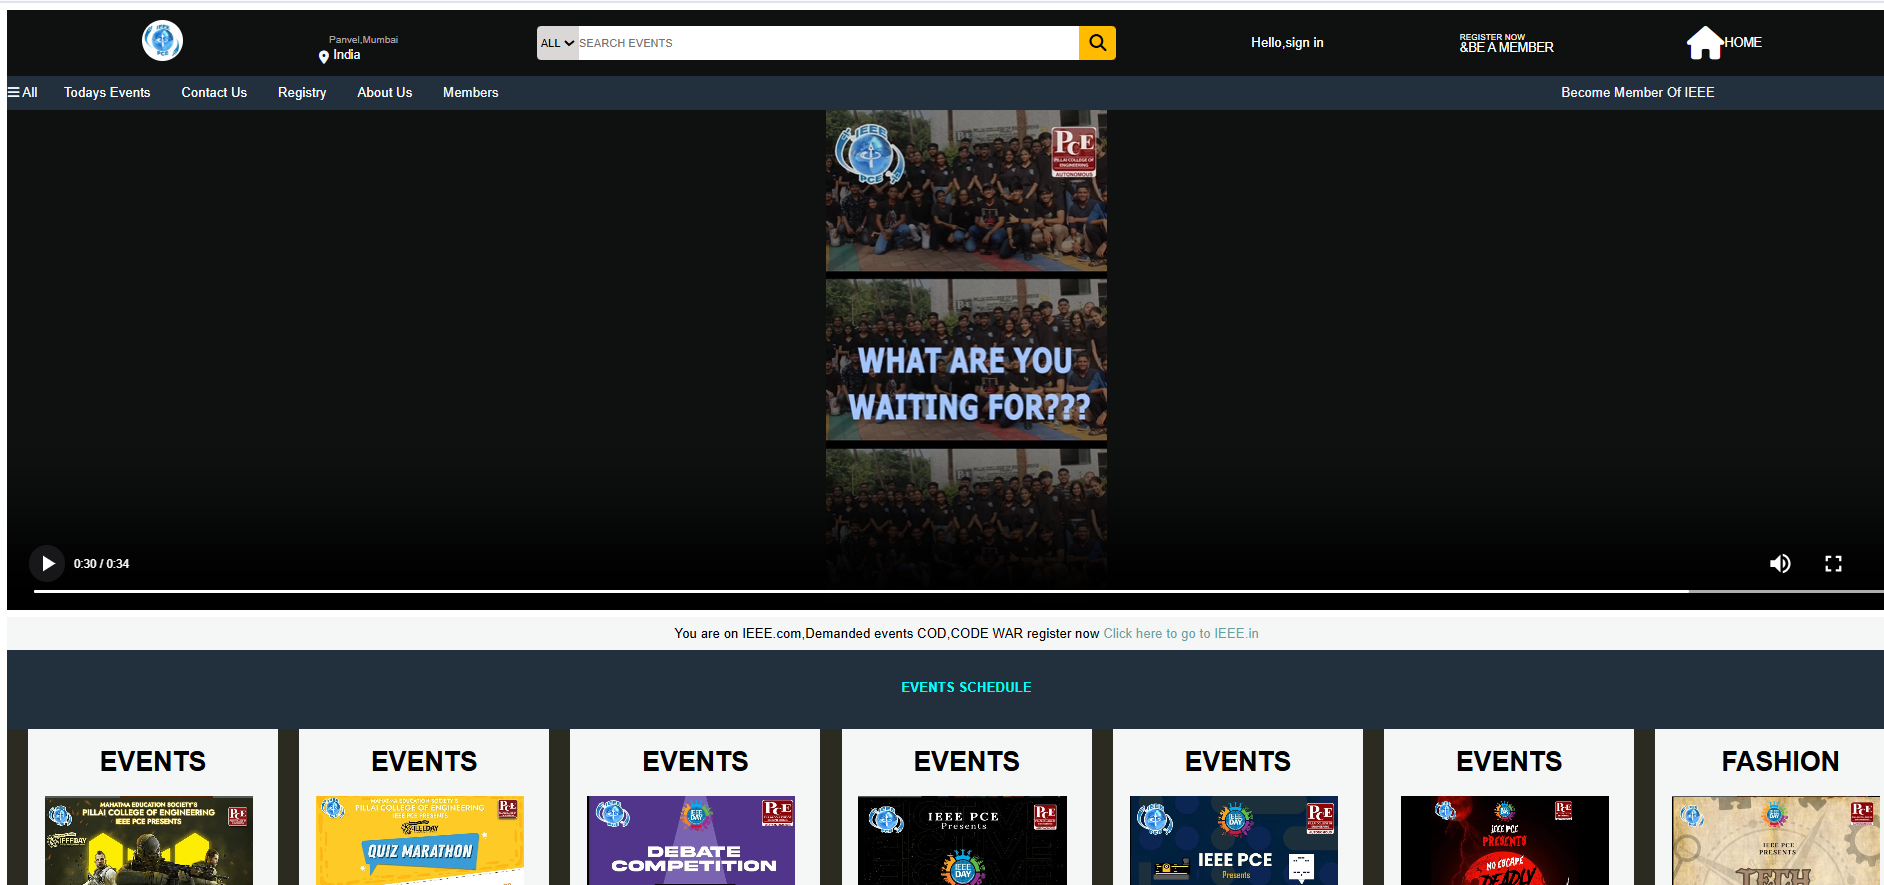 Panvel,Mumbai
India
ALL
SEARCH EVENTS
Hello,sign in
REGISTER NOW
&BE A MEMBER
HOME
All
Todays Events
Contact Us
Registry
About Us
Members
Become Member Of IEEE
IEEE
PCE
PCE
PILLAI COLLEGE OF
ENGINEERING
AUTONOMOUS
WHAT ARE YOU
WAITING FOR???
0:30 / 0:34
You are on IEEE.com,Demanded events COD,CODE WAR register now Click here to go to IEEE.in
EVENTS SCHEDULE
EVENTS
MAHATMA EDUCATION SOCIETY'S
PILLAI COLLEGE OF ENGINEERING
IEEE PCE PRESENTS
IEEEDAY
EVENTS
MAHATMA EDUCATION SOCIETY'S
PILLAI COLLEGE OF ENGINEERING
IEEE PCE PRESENTS
IEEEDAY
QUIZ MARATHON
EVENTS
IEEE
DAY
DEBATE
COMPETITION
EVENTS
IEEE PCE
Presents
IEEE
DAY
EVENTS
IEEE
DAY
IEEE PCE
Presents
EVENTS
IEEE PCE
PRESENTS
NO ESCAPE
DEADLY
FASHION
IEEE PCE
PRESENTS
TECH